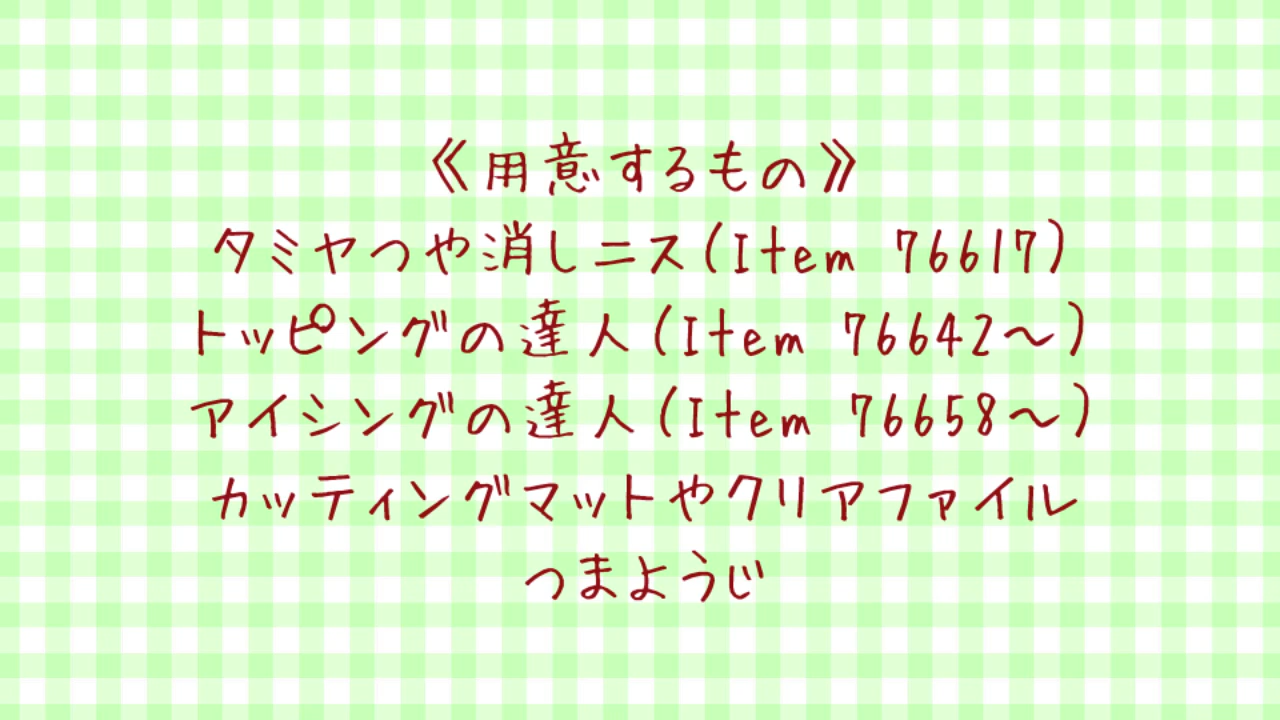 《用意するもの》
タミヤつや消しニス(Item 76617)
トッピングの達人(Item 76642〜)
アイシングの達人(Item 76658〜)
カッティングマットやクリアファイル
つまようじ